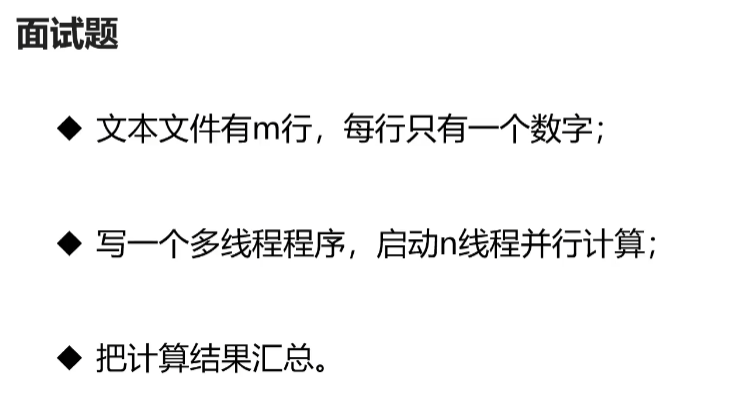 面试题
◆ 文本文件有m行，每行只有一个数字；
◆ 写一个多线程程序，启动n线程并行计算；
◆ 把计算结果汇总。